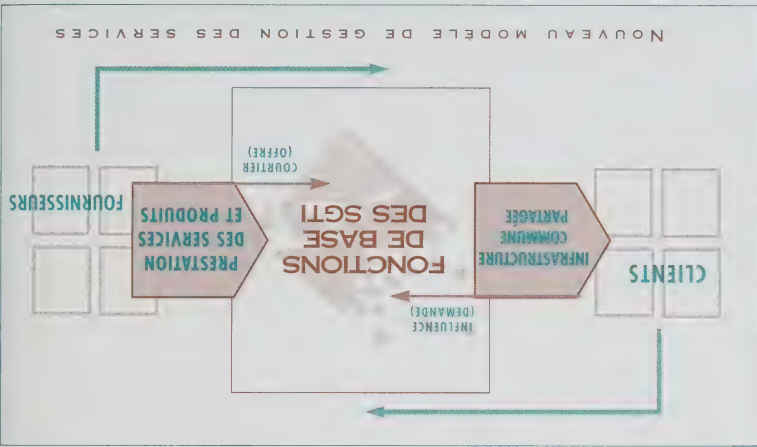 NOUVEAU MODÈLE DE GESTION DES SERVICES
FOURNISSEURS
PRESTATION
DES SERVICES
ET PRODUITS
COURTIER
(OFFRE)
FONCTIONS
DE BASE
DES SGTI
INFLUENCE
(DEMANDE)
INFRASTRUCTURE
COMMUNE
PARTAGÉE
CLIENTS